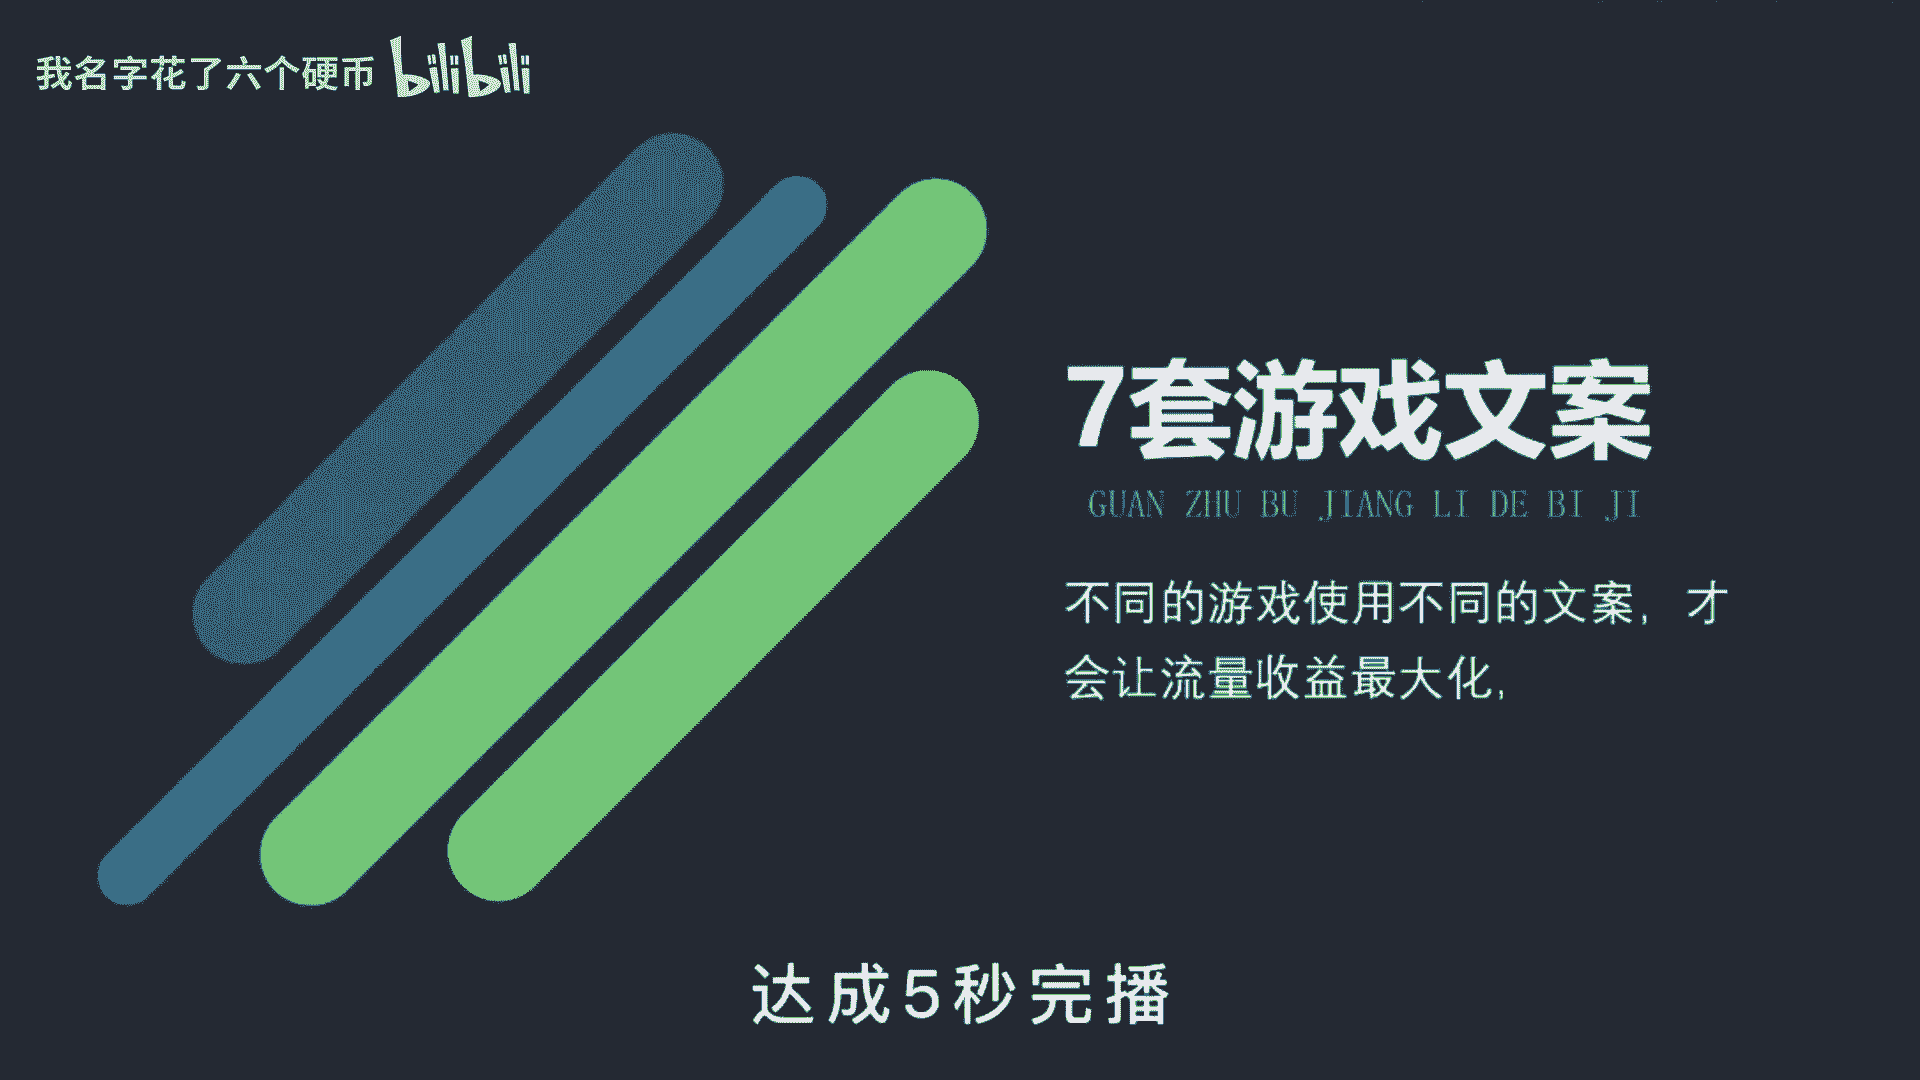 我名字花了六个硬币 bilibili
7套游戏文案
GUAN ZHU BU JIANG LI DE BI JI
不同的游戏使用不同的文案，才
会让流量收益最大化，
达成5秒完播